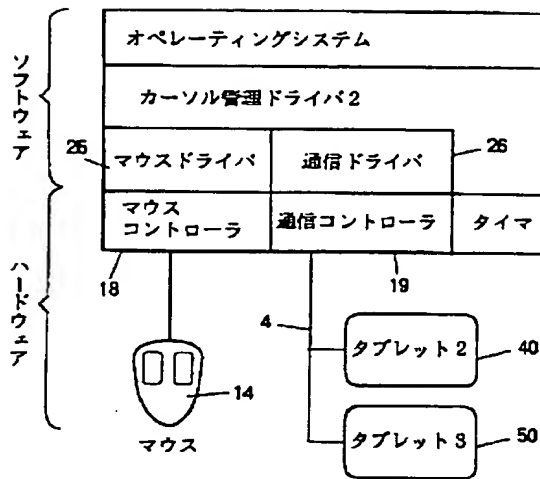 オペレーティングシステム
ソフトウェア
カーソル管理ドライバ2
25
マウスドライバ
通信ドライバ
26
マウス
コントローラ
通信コントローラ
タイマ
ハードウェア
18
19
4
タブレット2
40
14
マウス
タブレット3
50